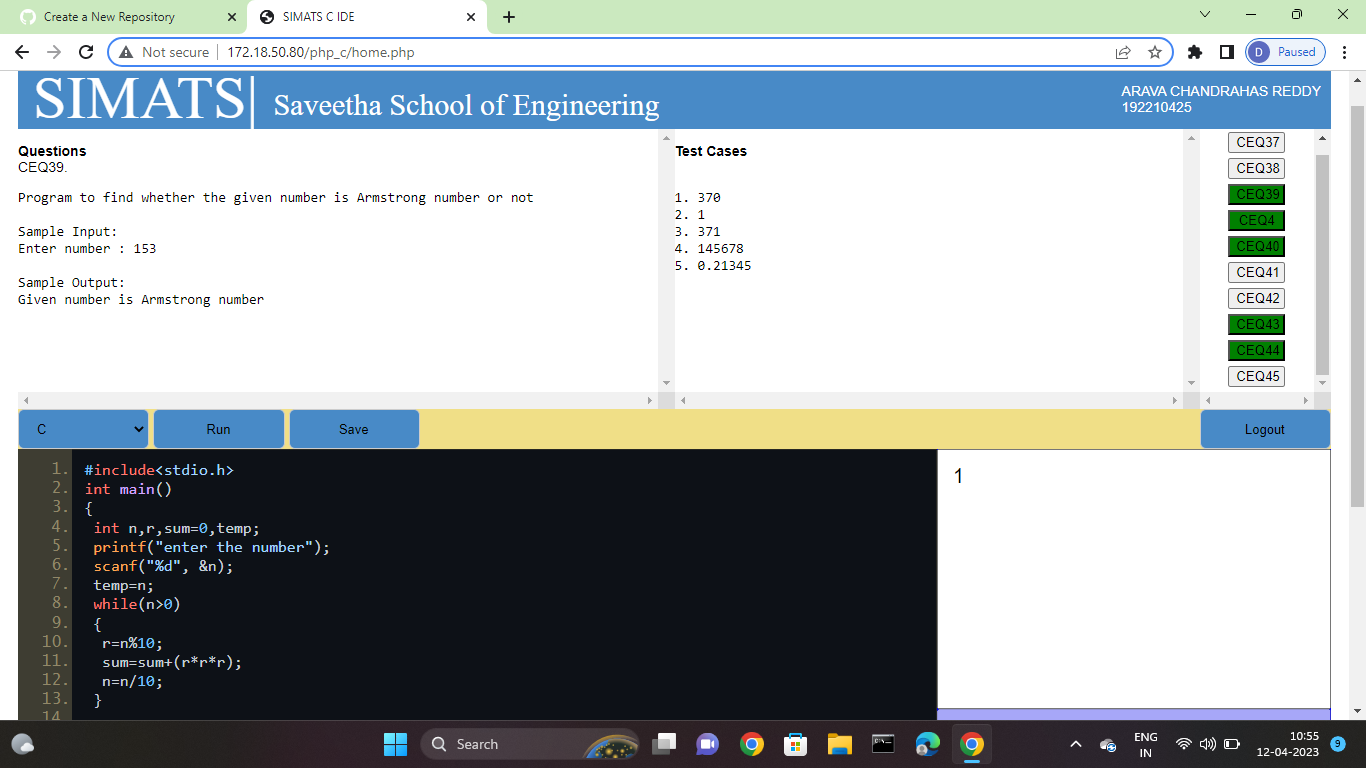 Create a New Repository
SIMATS C IDE
Not secure
172.18.50.80/php_c/home.php
D
Paused
SIMATS
Saveetha School of Engineering
ARAVA CHANDRAHAS REDDY
192210425
Questions
CEQ39.
Program to find whether the given number is Armstrong number or not
Sample Input:
Enter number : 153
Sample Output:
Given number is Armstrong number
Test Cases
1. 370
2. 1
3. 371
4. 145678
5. 0.21345
CEQ37
CEQ38
CEQ39
CEQ4
CEQ40
CEQ41
CEQ42
CEQ43
CEQ44
CEQ45
C
Run
Save
Logout
1. #include<stdio.h>
2. int main()
3. {
4. int n,r,sum=0,temp;
5. printf("enter the number");
6. scanf("%d", &n);
7. temp=n;
8. while(n>0)
9. {
10. r=n%10;
11. sum=sum+(r*r*r);
12. n=n/10;
13. }
14.
1
Search
ENG
IN
10:55
12-04-2023
9